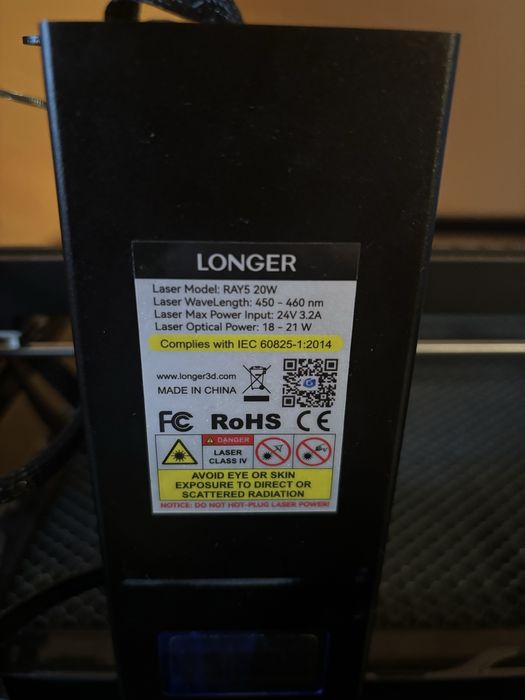 LONGER
Laser Model: RAY5 20W
Laser WaveLength: 450 - 460 nm
Laser Max Power Input: 24V 3.2A
Laser Optical Power: 18 - 21 W
Complies with IEC 60825-1:2014
www.longer3d.com
MADE IN CHINA
FC RoHS CE
DANGER
LASER
CLASS IV
AVOID EYE OR SKIN
EXPOSURE TO DIRECT OR
SCATTERED RADIATION
NOTICE: DO NOT HOT-PLUG LASER POWER!